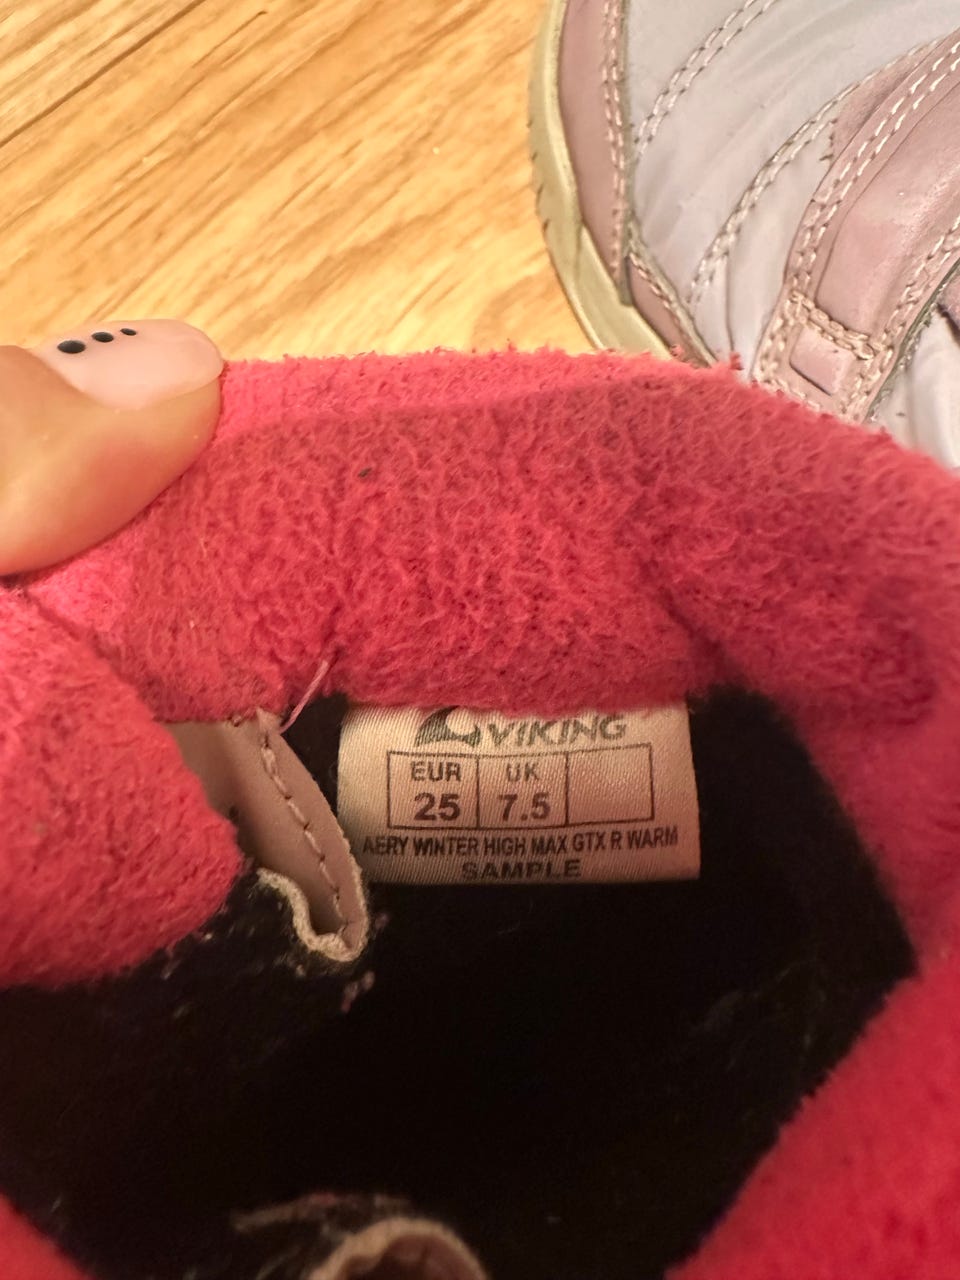 VIKING
EUR UK
25 7.5
AERY WINTER HIGH MAX GTX R WARM
SAMPLE